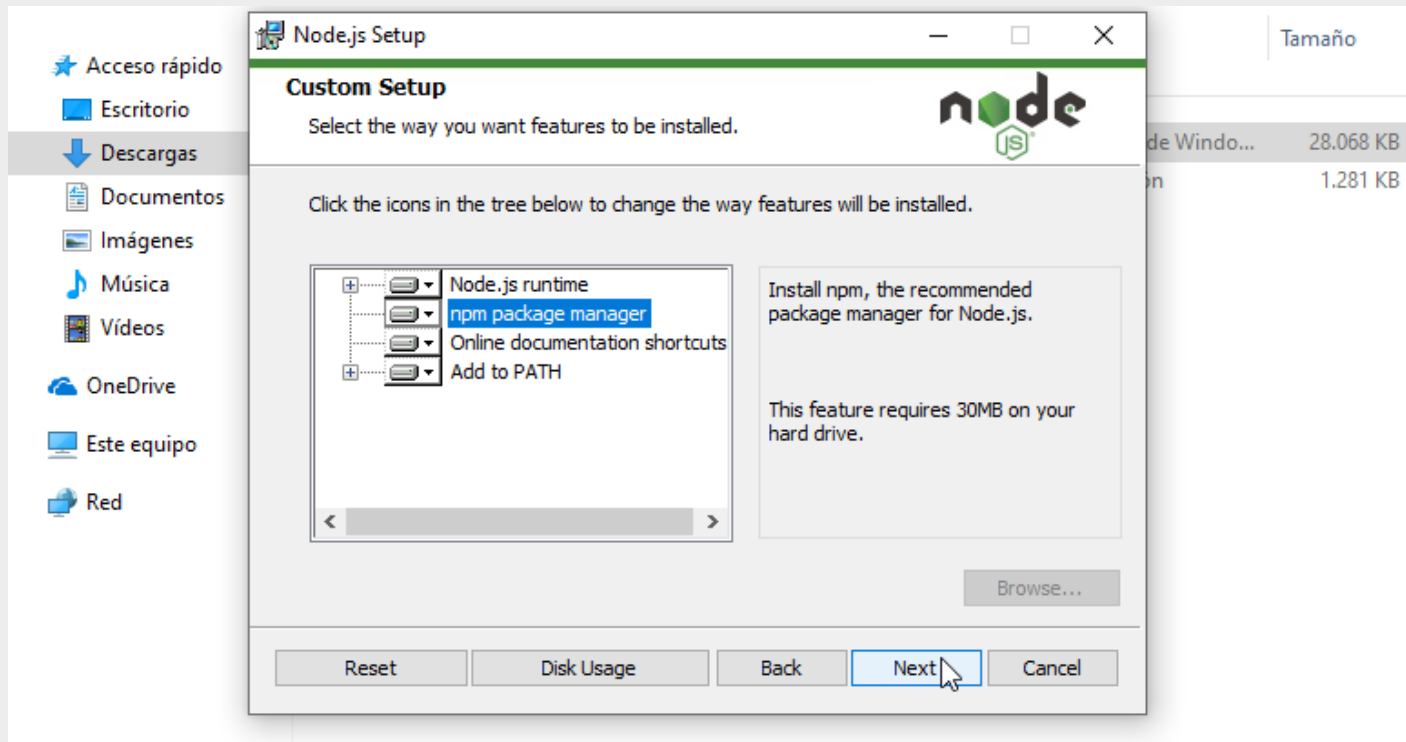 Node.js Setup
Custom Setup
Select the way you want features to be installed.
node
JS
Click the icons in the tree below to change the way features will be installed.
Node.js runtime
npm package manager
Online documentation shortcuts
Add to PATH
Install npm, the recommended
package manager for Node.js.
This feature requires 30MB on your
hard drive.
Browse...
Reset
Disk Usage
Back
Next
Cancel
Acceso rápido
Escritorio
Descargas
Documentos
Imágenes
Música
Vídeos
OneDrive
Este equipo
Red
Tamaño
de Windo... 28.068 KB
ón 1.281 KB